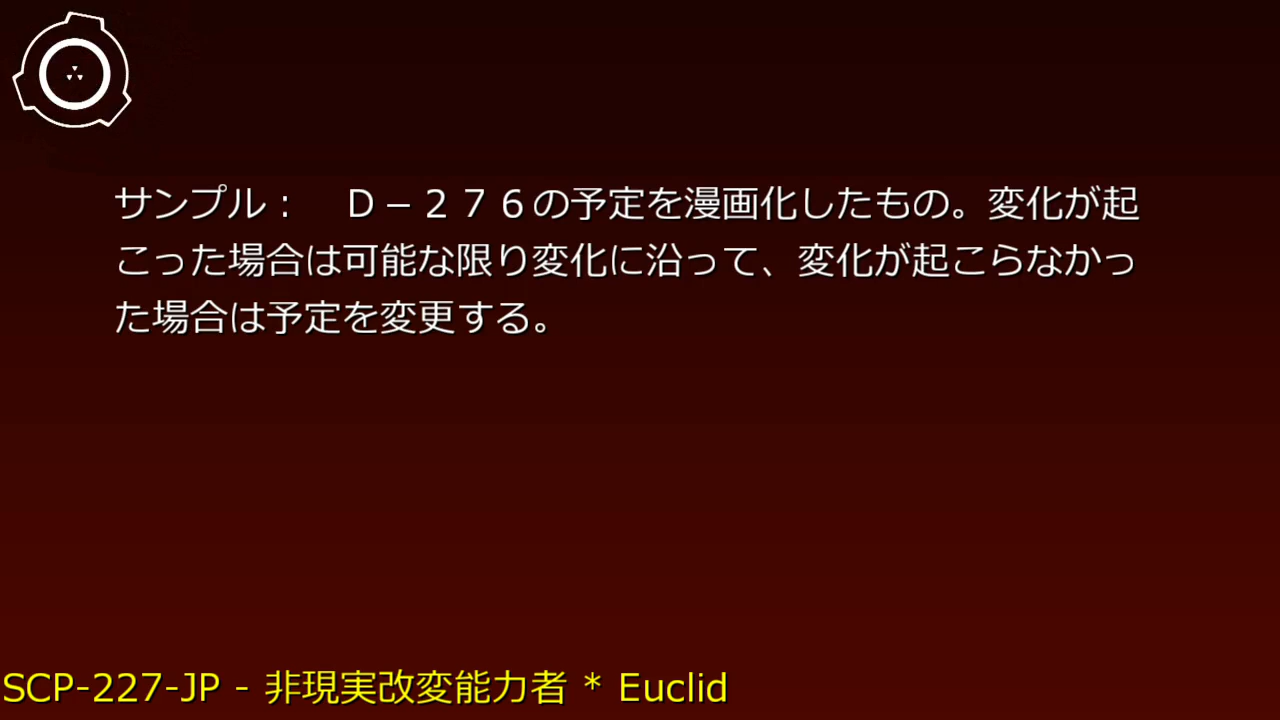 サンプル：　Ｄ－２７６の予定を漫画化したもの。変化が起
こった場合は可能な限り変化に沿って、変化が起こらなかっ
た場合は予定を変更する。
SCP-227-JP - 非現実改変能力者 * Euclid